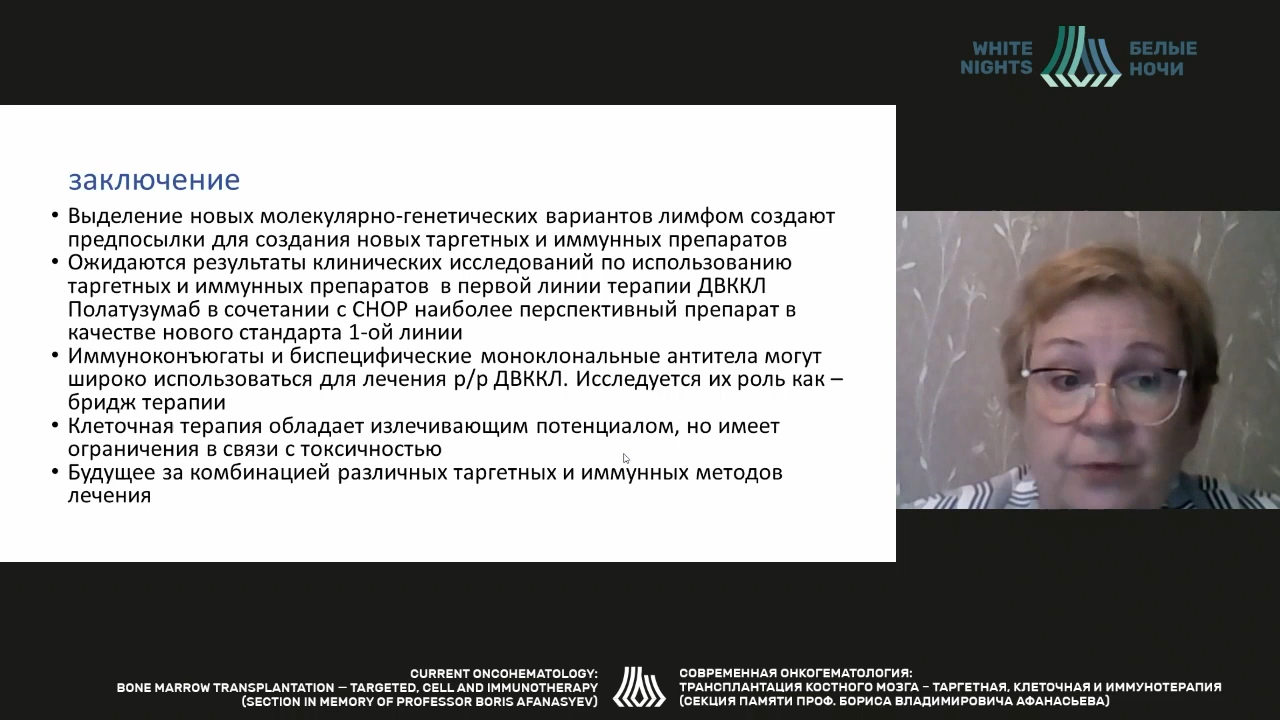 WHITE
NIGHTS
БЕЛЫЕ
НОЧИ
заключение
• Выделение новых молекулярно-генетических вариантов лимфом создают
предпосылки для создания новых таргетных и иммунных препаратов
• Ожидаются результаты клинических исследований по использованию
таргетных и иммунных препаратов в первой линии терапии ДВККЛ
Полатузумаб в сочетании с CHOP наиболее перспективный препарат в
качестве нового стандарта 1-ой линии
• Иммуноконъюгаты и биспецифические моноклональные антитела могут
широко использоваться для лечения р/р ДВККЛ. Исследуется их роль как –
бридж терапии
• Клеточная терапия обладает излечивающим потенциалом, но имеет
ограничения в связи с токсичностью
• Будущее за комбинацией различных таргетных и иммунных методов
лечения
CURRENT ONCOHEMATOLOGY:
BONE MARROW TRANSPLANTATION – TARGETED, CELL AND IMMUNOTHERAPY
(SECTION IN MEMORY OF PROFESSOR BORIS AFANASYEV)
СОВРЕМЕННАЯ ОНКОГЕМАТОЛОГИЯ:
ТРАНСПЛАНТАЦИЯ КОСТНОГО МОЗГА – ТАРГЕТНАЯ, КЛЕТОЧНАЯ И ИММУНОТЕРАПИЯ
(СЕКЦИЯ ПАМЯТИ ПРОФ. БОРИСА ВЛАДИМИРОВИЧА АФАНАСЬЕВА)